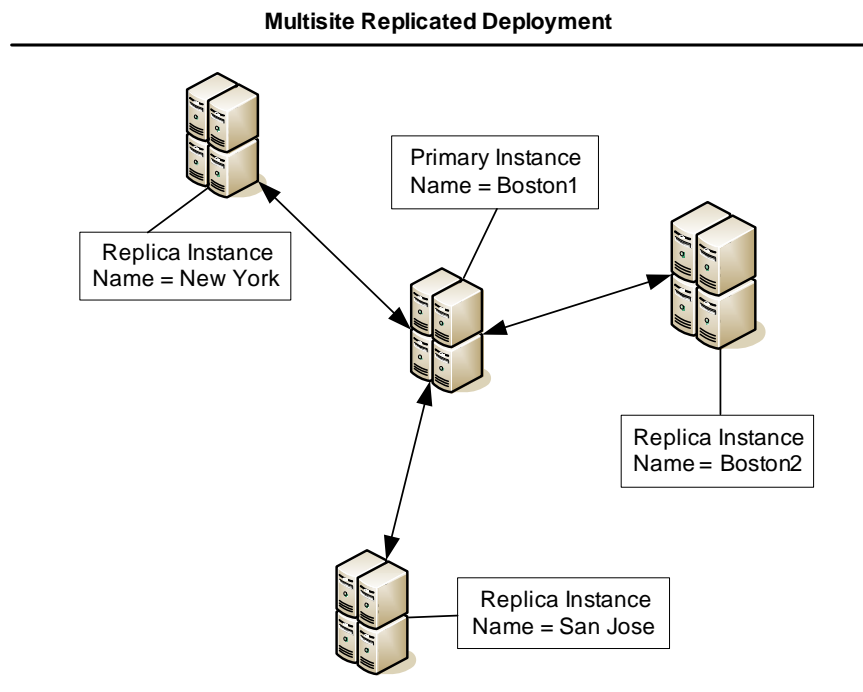 Multisite Replicated Deployment
Primary Instance
Name = Boston1
Replica Instance
Name = New York
Replica Instance
Name = Boston2
Replica Instance
Name = San Jose